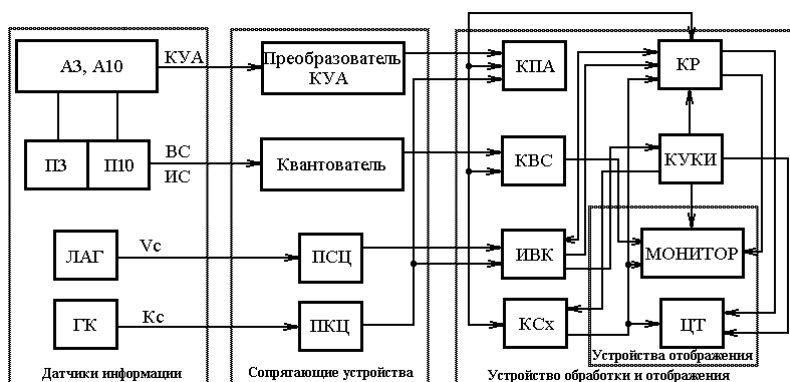 А3, А10
КУА
Преобразователь
КУА
КПА
КР
П3
П10
ВС
ИС
Квантователь
КВС
КУКИ
ЛАГ
Vc
ПСЦ
ИВК
МОНИТОР
ГК
Кс
ПКЦ
КСх
ЦТ
Устройства отображения
Датчики информации
Сопрягающие устройства
Устройство обработки и отображения